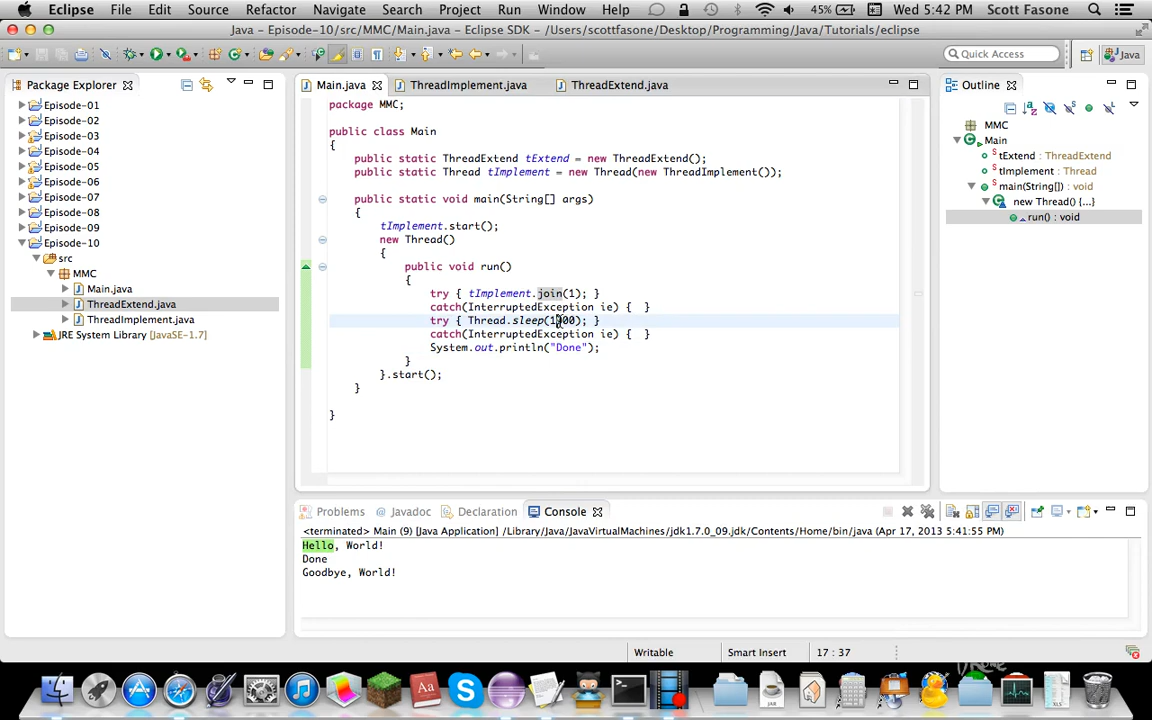 Eclipse File Edit Source Refactor Navigate Search Project Run Window Help 45% Wed 5:42 PM Scott Fasone
Java - Episode-10/src/MMC/Main.java - Eclipse SDK - /Users/scottfasone/Desktop/Programming/Java/Tutorials/eclipse
Quick Access Java
Package Explorer
Episode-01
Episode-02
Episode-03
Episode-04
Episode-05
Episode-06
Episode-07
Episode-08
Episode-09
Episode-10
src
MMC
Main.java
ThreadExtend.java
ThreadImplement.java
JRE System Library [JavaSE-1.7]
Main.java ThreadImplement.java ThreadExtend.java
package MMC;
public class Main
{
public static ThreadExtend tExtend = new ThreadExtend();
public static Thread tImplement = new Thread(new ThreadImplement());
public static void main(String[] args)
{
tImplement.start();
new Thread()
{
public void run()
{
try { tImplement.join(1); }
catch(InterruptedException ie) { }
try { Thread.sleep(1000); }
catch(InterruptedException ie) { }
System.out.println("Done");
}
}.start();
}
}
Outline
MMC
Main
tExtend : ThreadExtend
tImplement : Thread
main(String[]) : void
new Thread() {...}
run() : void
Problems Javadoc Declaration Console
<terminated> Main (9) [Java Application] /Library/Java/JavaVirtualMachines/jdk1.7.0_09.jdk/Contents/Home/bin/java (Apr 17, 2013 5:41:55 PM)
Hello, World!
Done
Goodbye, World!
Writable Smart Insert 17 : 37